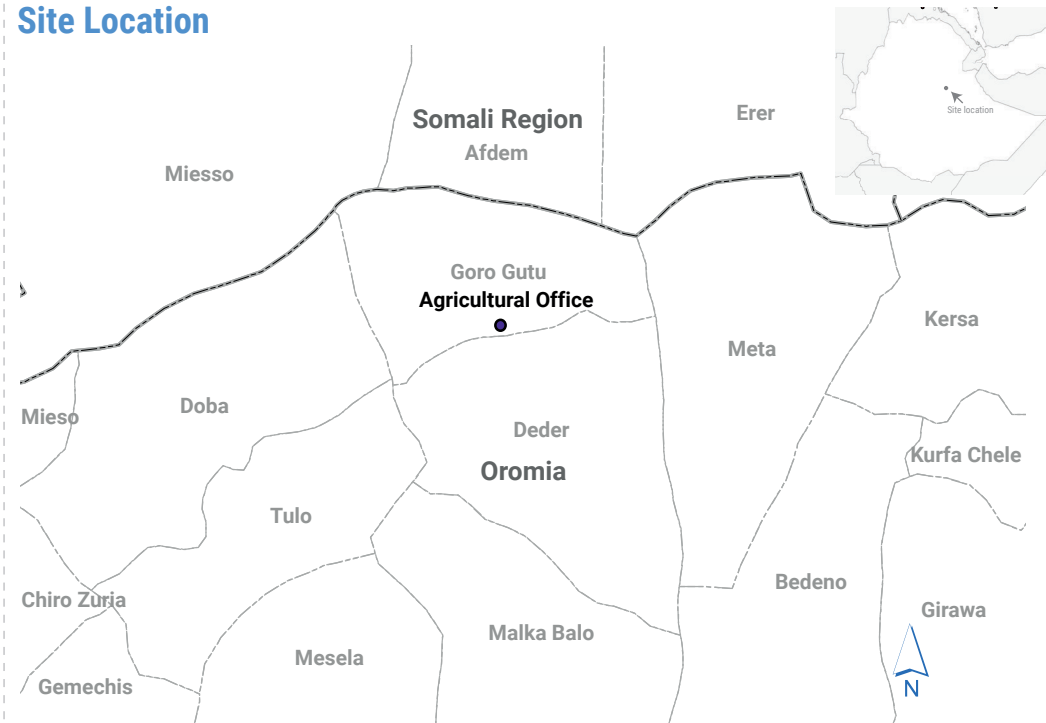 Site Location
Site location
Somali Region
Erer
Afdem
Miesso
Goro Gutu
Agricultural Office
Kersa
Meta
Doba
Mieso
Deder
Kurfa Chele
Oromia
Tulo
Bedeno
Chiro Zuria
Girawa
Malka Balo
Mesela
Gemechis
N